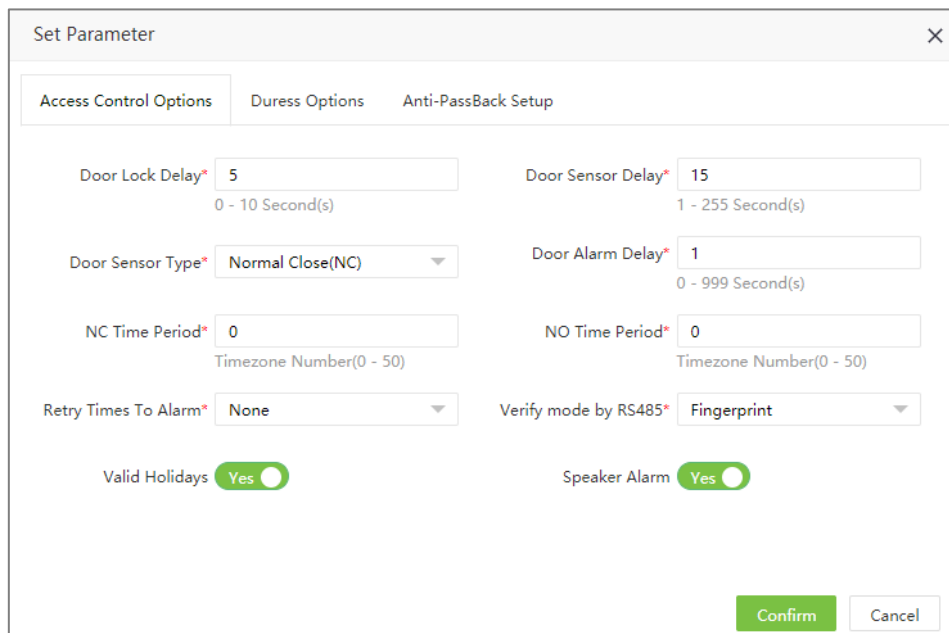 Set Parameter
Access Control Options Duress Options Anti-PassBack Setup
Door Lock Delay* 5 Door Sensor Delay* 15
0 - 10 Second(s) 1 - 255 Second(s)
Door Sensor Type* Normal Close(NC) Door Alarm Delay* 1
0 - 999 Second(s)
NC Time Period* 0 NO Time Period* 0
Timezone Number(0 - 50) Timezone Number(0 - 50)
Retry Times To Alarm* None Verify mode by RS485* Fingerprint
Valid Holidays Yes Speaker Alarm Yes
Confirm Cancel